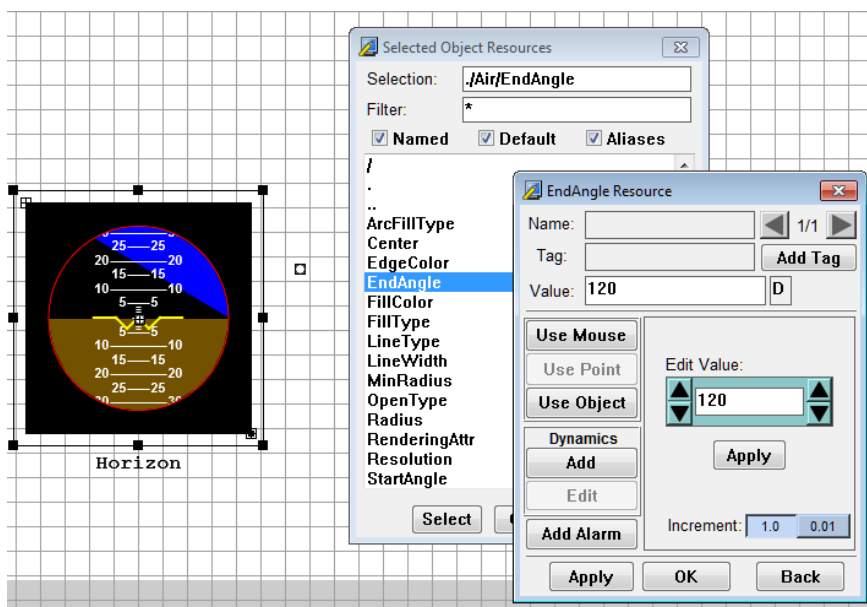 Selected Object Resources
Selection: ./Air/EndAngle
Filter: *
Named Default Aliases
/
.
..
ArcFillType
Center
EdgeColor
EndAngle
FillColor
FillType
LineType
LineWidth
MinRadius
OpenType
Radius
RenderingAttr
Resolution
StartAngle
Select
EndAngle Resource
Name: 1/1
Tag: Add Tag
Value: 120 D
Use Mouse
Use Point
Use Object
Dynamics
Add
Edit
Add Alarm
Edit Value:
120
Apply
Increment: 1.0 0.01
Apply OK Back
25 25
20 20
15 15
10 10
5 5
5 5
10 10
15 15
20 20
25 25
30 30
Horizon